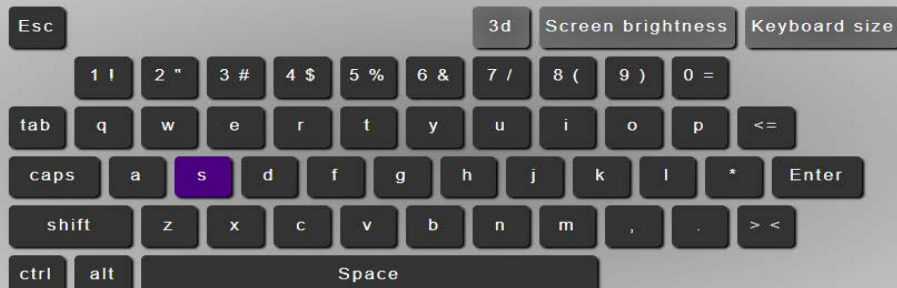 Esc 3d Screen brightness Keyboard size
1 ! 2 " 3 # 4 $ 5 % 6 & 7 / 8 ( 9 ) 0 =
tab q w e r t y u i o p <=
caps a s d f g h j k l * Enter
shift z x c v b n m , . > <
ctrl alt Space